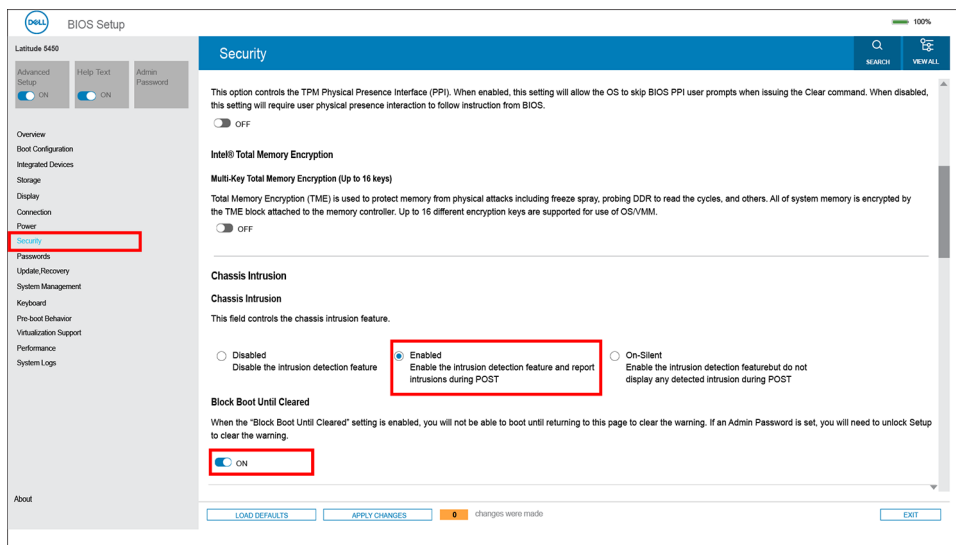 DELL
BIOS Setup
100%
Latitude 5450
Advanced Setup
ON
Help Text
ON
Admin Password
Overview
Boot Configuration
Integrated Devices
Storage
Display
Connection
Power
Security
Passwords
Update,Recovery
System Management
Keyboard
Pre-boot Behavior
Virtualization Support
Performance
System Logs
About
Security
SEARCH
VIEW ALL
This option controls the TPM Physical Presence Interface (PPI). When enabled, this setting will allow the OS to skip BIOS PPI user prompts when issuing the Clear command. When disabled,
this setting will require user physical presence interaction to follow instruction from BIOS.
OFF
Intel® Total Memory Encryption
Multi-Key Total Memory Encryption (Up to 16 keys)
Total Memory Encryption (TME) is used to protect memory from physical attacks including freeze spray, probing DDR to read the cycles, and others. All of system memory is encrypted by
the TME block attached to the memory controller. Up to 16 different encryption keys are supported for use of OS/VMM.
OFF
Chassis Intrusion
Chassis Intrusion
This field controls the chassis intrusion feature.
Disabled
Disable the intrusion detection feature
Enabled
Enable the intrusion detection feature and report
intrusions during POST
On-Silent
Enable the intrusion detection featurebut do not
display any detected intrusion during POST
Block Boot Until Cleared
When the “Block Boot Until Cleared” setting is enabled, you will not be able to boot until returning to this page to clear the warning. If an Admin Password is set, you will need to unlock Setup
to clear the warning.
ON
LOAD DEFAULTS
APPLY CHANGES
0
changes were made
EXIT